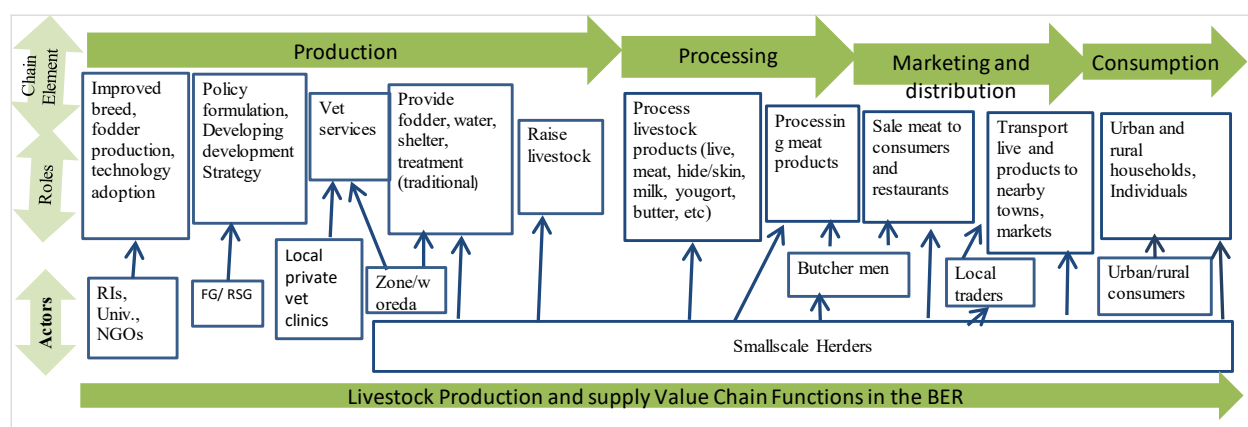 Chain
Element
Production
Processing
Marketing and
distribution
Consumption
Roles
Improved
breed,
fodder
production,
technology
adoption
Policy
formulation,
Developing
development
Strategy
Vet
services
Provide
fodder, water,
shelter,
treatment
(traditional)
Raise
livestock
Process
livestock
products (live,
meat, hide/skin,
milk, yougort,
butter, etc)
Processin
g meat
products
Sale meat to
consumers
and
restaurants
Transport
live and
products to
nearby
towns,
markets
Urban and
rural
households,
Individuals
Actors
RIs,
Univ.,
NGOs
FG/ RSG
Local
private
vet
clinics
Zone/w
oreda
Butcher men
Local
traders
Urban/rural
consumers
Smallscale Herders
Livestock Production and supply Value Chain Functions in the BER